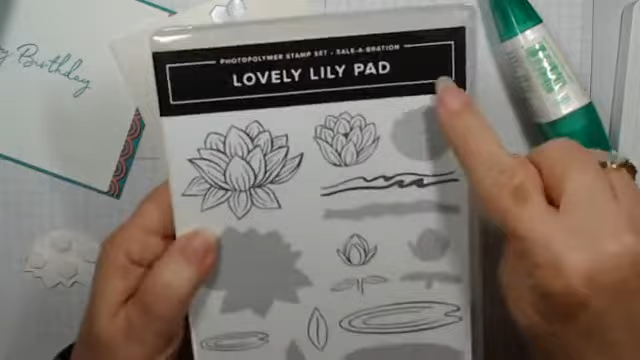 PHOTOPOLYMER STAMP SET • SALE-A-BRATION
LOVELY LILY PAD
Birthday